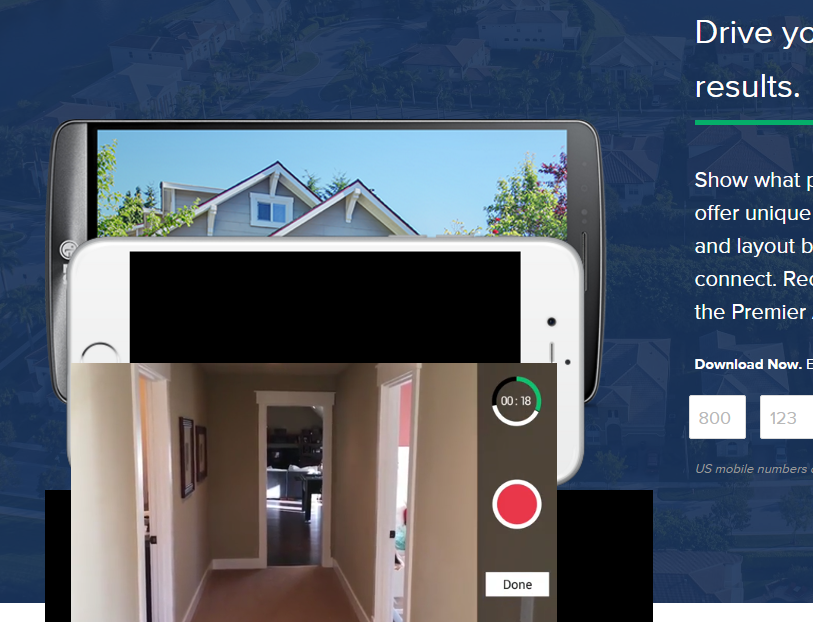 Drive yo
results.
Show what p
offer unique
and layout b
connect. Rec
the Premier
Download Now. E
800
123
US mobile numbers
00:18
Done